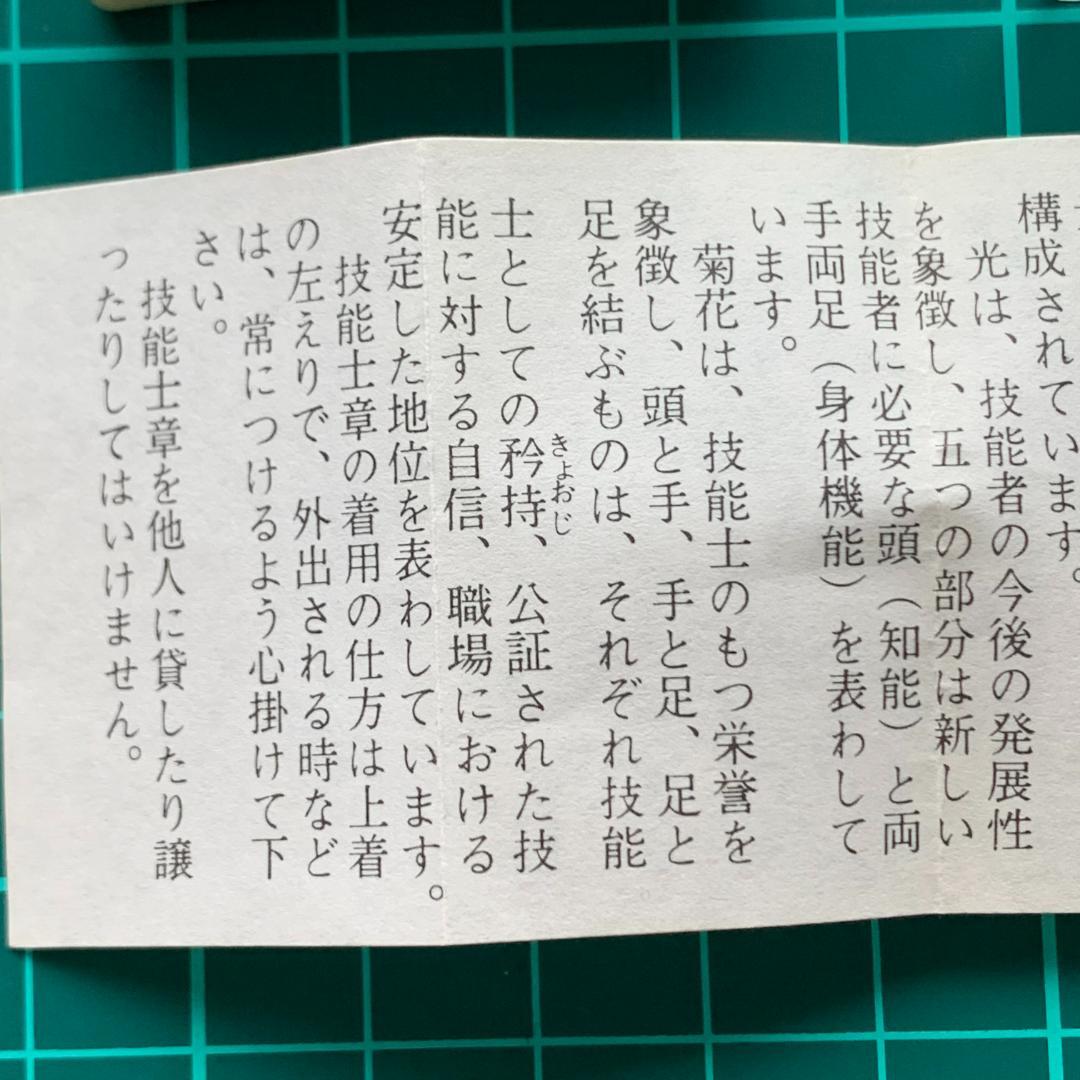 構成されています。
光は、技能者の今後の発展性
を象徴し、五つの部分は新しい
技能者に必要な頭（知能）と両
手両足（身体機能）を表わして
います。
菊花は、技能士のもつ栄誉を
象徴し、頭と手、手と足、足と
足を結ぶものは、それぞれ技能
士としての矜持、公証された技
きょおじ
能に対する自信、職場における
安定した地位を表わしています。
技能士章の着用の仕方は上着
の左えりで、外出される時など
は、常につけるよう心掛けて下
さい。
技能士章を他人に貸したり譲
ったりしてはいけません。